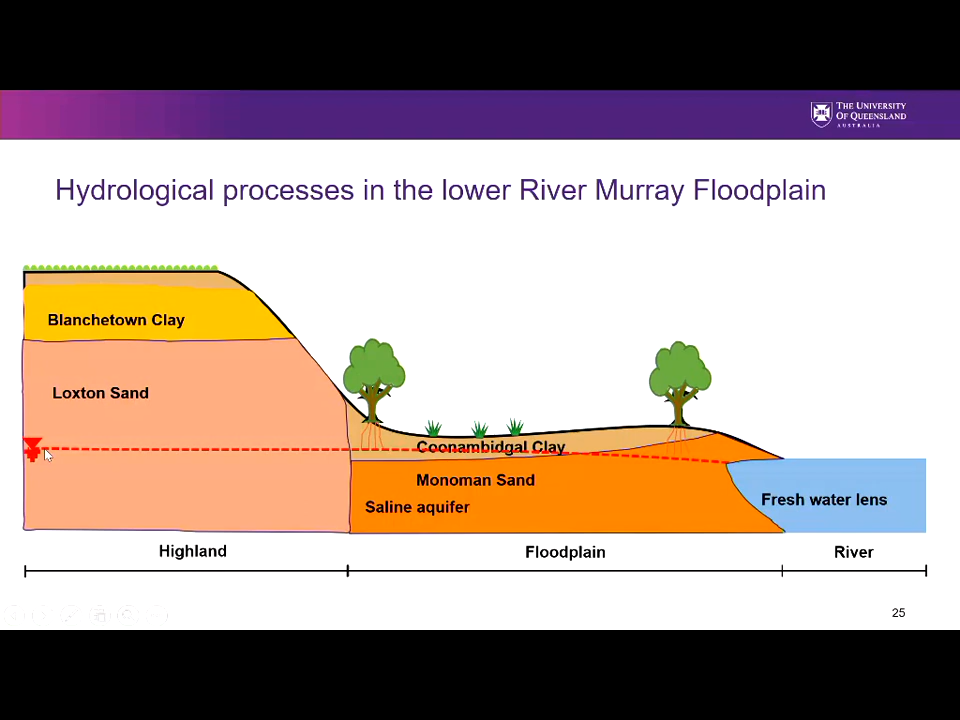 THE UNIVERSITY
OF QUEENSLAND
AUSTRALIA
Hydrological processes in the lower River Murray Floodplain
Blanchetown Clay
Loxton Sand
Coonambidgal Clay
Monoman Sand
Saline aquifer
Fresh water lens
Highland
Floodplain
River
25